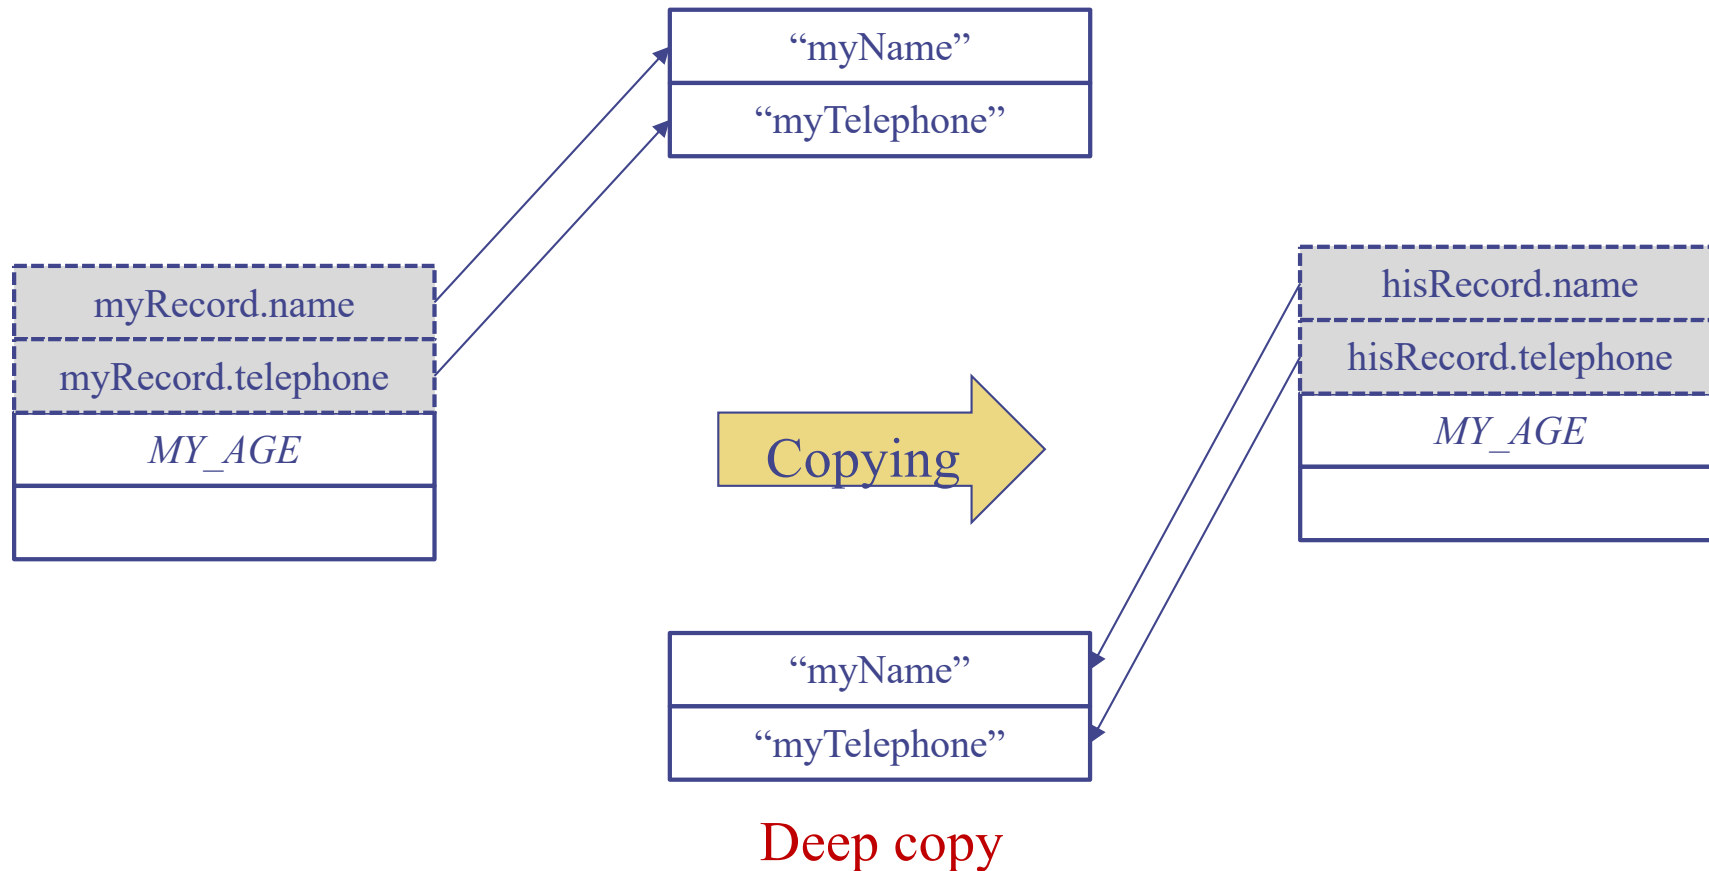 “myName”
“myTelephone”
myRecord.name
myRecord.telephone
MY_AGE
Copying
hisRecord.name
hisRecord.telephone
MY_AGE
“myName”
“myTelephone”
Deep copy